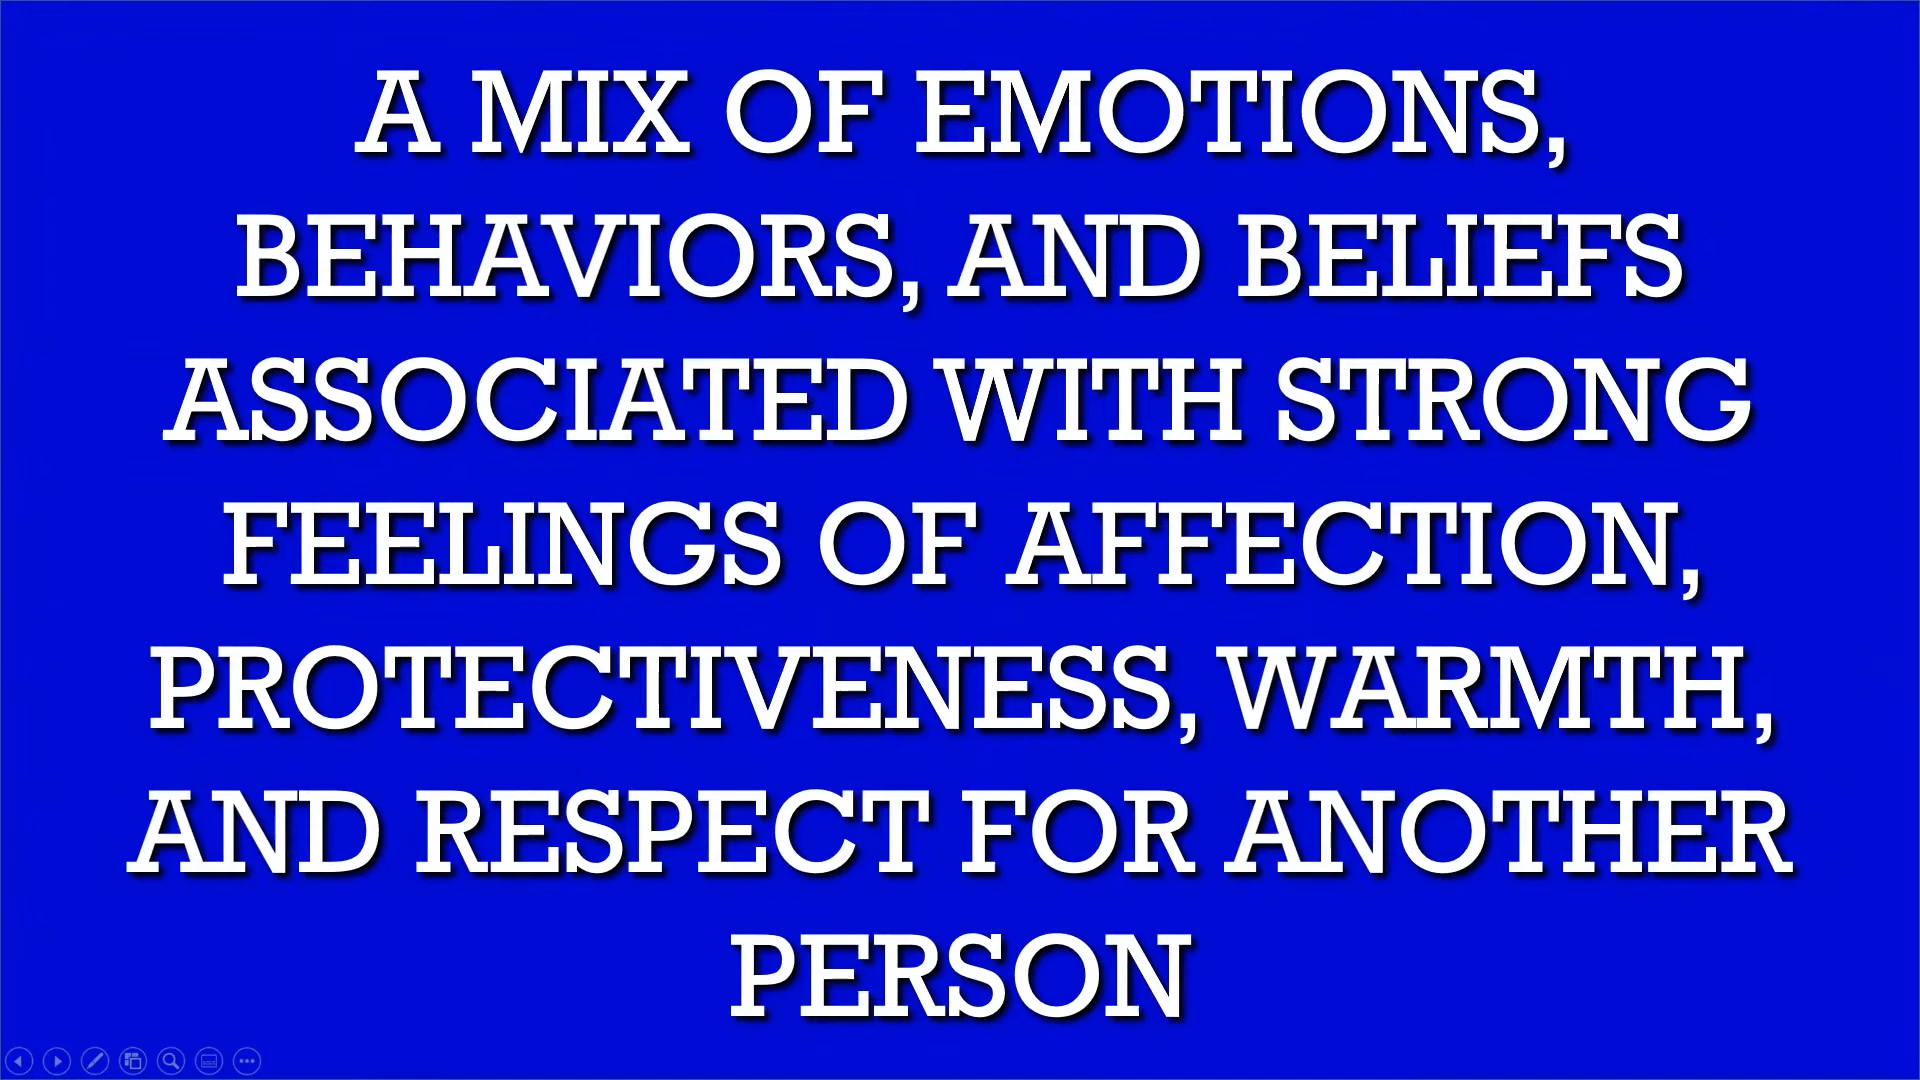 A MIX OF EMOTIONS,
BEHAVIORS, AND BELIEFS
ASSOCIATED WITH STRONG
FEELINGS OF AFFECTION,
PROTECTIVENESS, WARMTH,
AND RESPECT FOR ANOTHER
PERSON